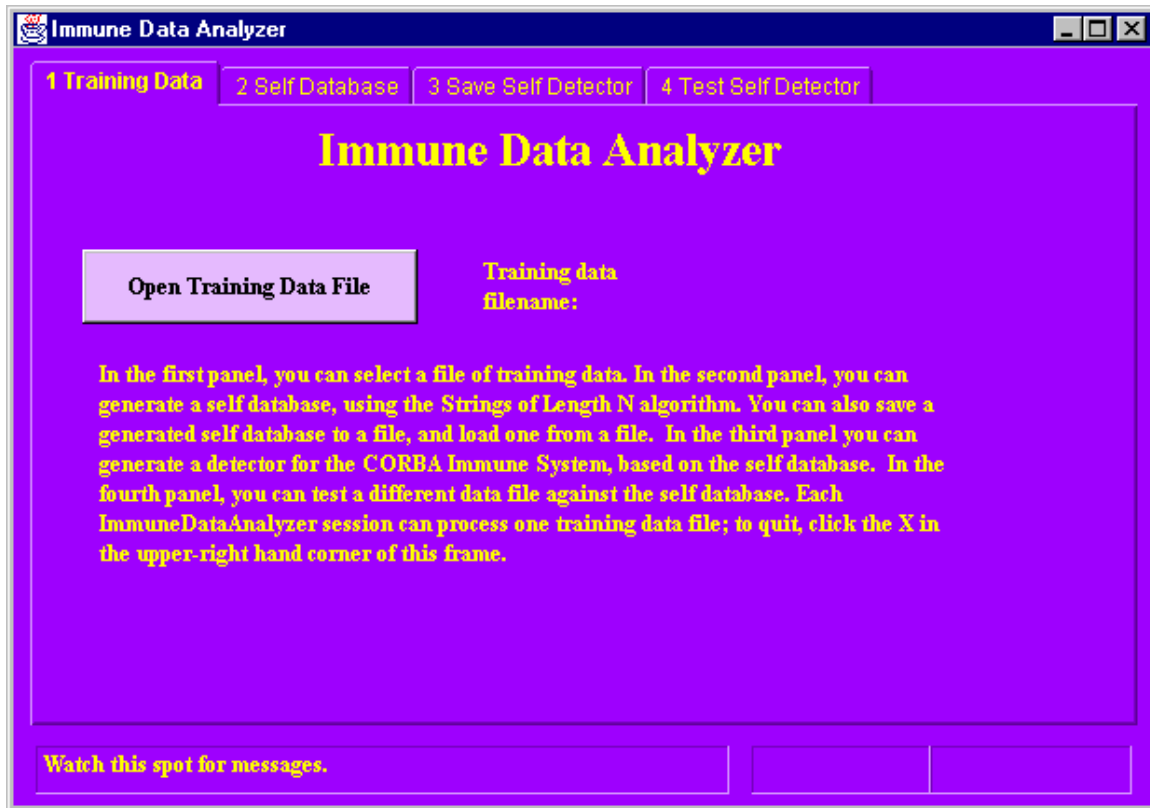 Immune Data Analyzer
1 Training Data
2 Self Database
3 Save Self Detector
4 Test Self Detector
Immune Data Analyzer
Open Training Data File
Training data
filename:
In the first panel, you can select a file of training data. In the second panel, you can
generate a self database, using the Strings of Length N algorithm. You can also save a
generated self database to a file, and load one from a file.  In the third panel you can
generate a detector for the CORBA Immune System, based on the self database.  In the
fourth panel, you can test a different data file against the self database. Each
ImmuneDataAnalyzer session can process one training data file; to quit, click the X in
the upper-right hand corner of this frame.
Watch this spot for messages.